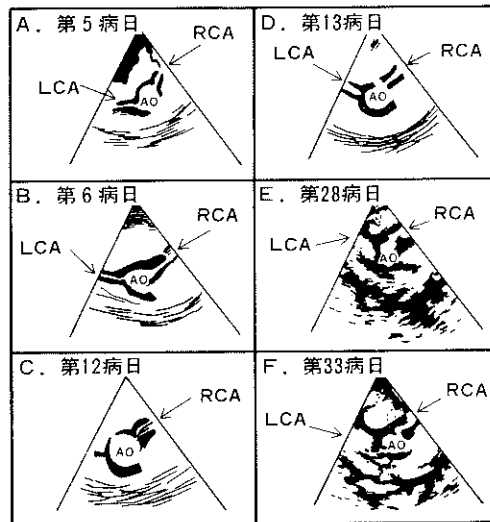 A. 第5病日
RCA
LCA
AO
B. 第6病日
RCA
LCA
AO
C. 第12病日
RCA
AO
D. 第13病日
RCA
LCA
AO
E. 第28病日
RCA
LCA
AO
F. 第33病日
RCA
LCA
AO